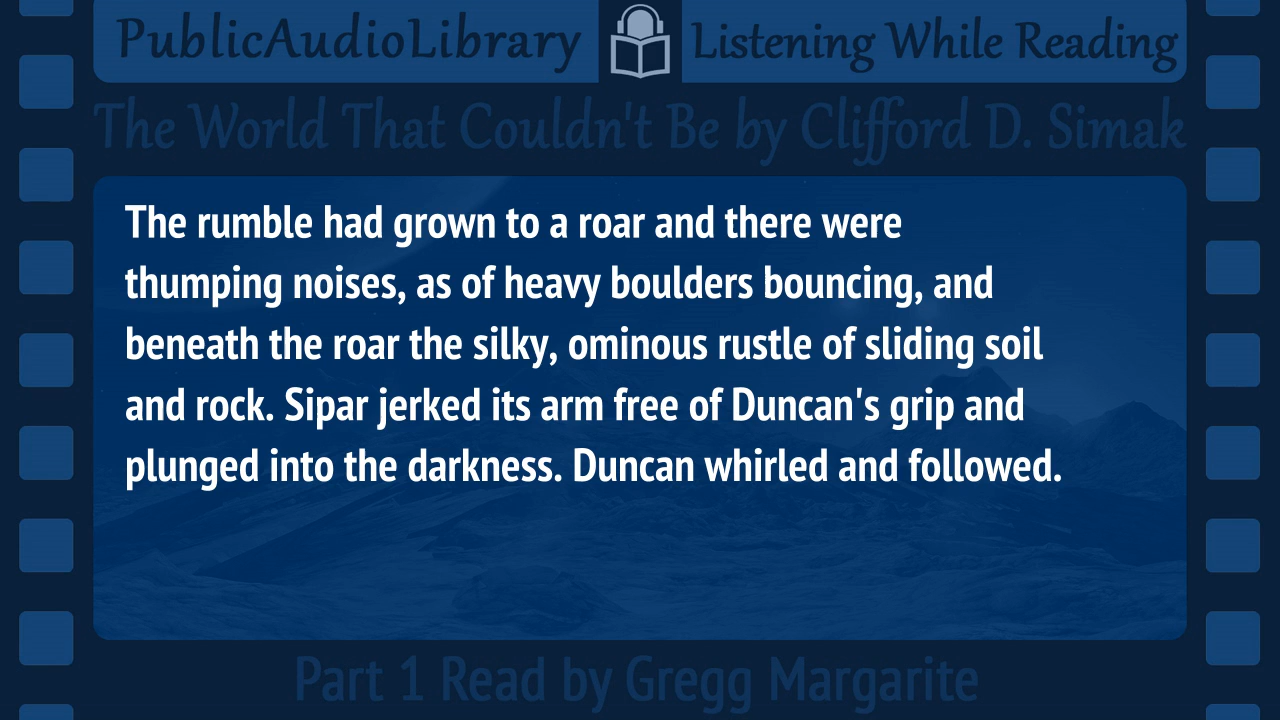 PublicAudioLibrary Listening While Reading
The World That Couldn't Be by Clifford D. Simak
The rumble had grown to a roar and there were
thumping noises, as of heavy boulders bouncing, and
beneath the roar the silky, ominous rustle of sliding soil
and rock. Sipar jerked its arm free of Duncan's grip and
plunged into the darkness. Duncan whirled and followed.
Part 1 Read by Gregg Margarite